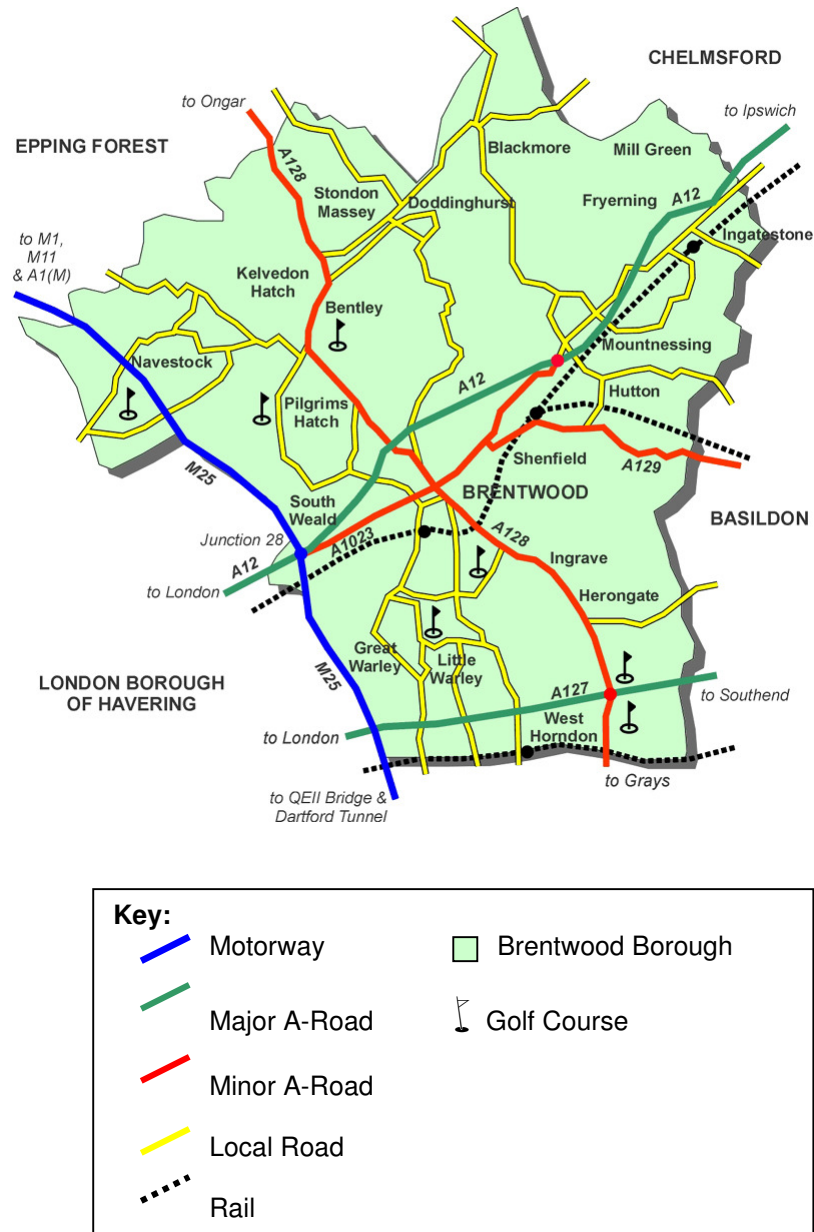 CHELMSFORD
to Ongar
to Ipswich
EPPING FOREST
A128
Blackmore
Mill Green
Stondon
Massey
Doddinghurst
Fryerning
A12
to M1,
M11
& A1(M)
Ingatestone
Kelvedon
Hatch
Bentley
Navestock
Mountnessing
A12
Hutton
Pilgrims
Hatch
M25
Shenfield
A129
South
Weald
BRENTWOOD
BASILDON
Junction 28
A1023
A128
A12
Ingrave
to London
Herongate
Great
Warley
Little
Warley
M25
LONDON BOROUGH
OF HAVERING
A127
to Southend
to London
West
Horndon
to Grays
to QEII Bridge &
Dartford Tunnel
Key:
Motorway
Brentwood Borough
Major A-Road
Golf Course
Minor A-Road
Local Road
Rail